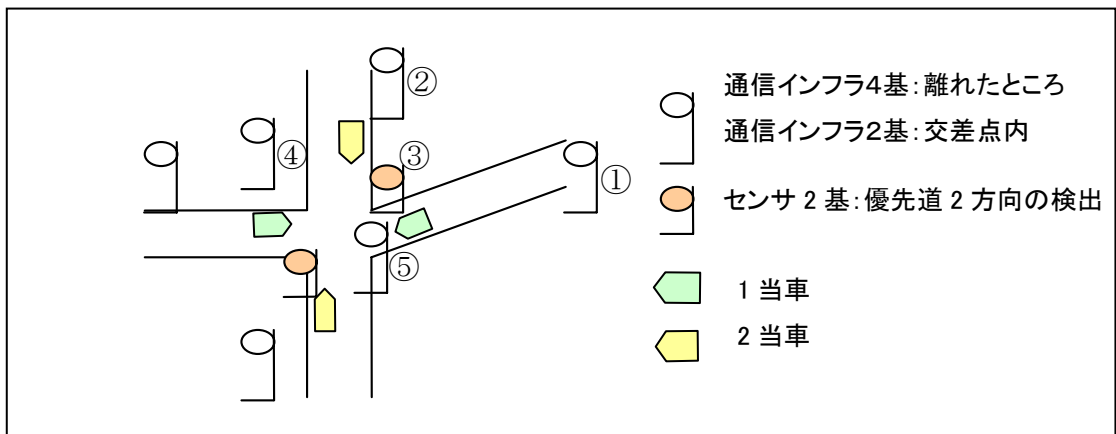 ②
通信インフラ4基：離れたところ
通信インフラ2基：交差点内
④
③
①
センサ 2 基：優先道 2 方向の検出
⑤
1 当車
2 当車